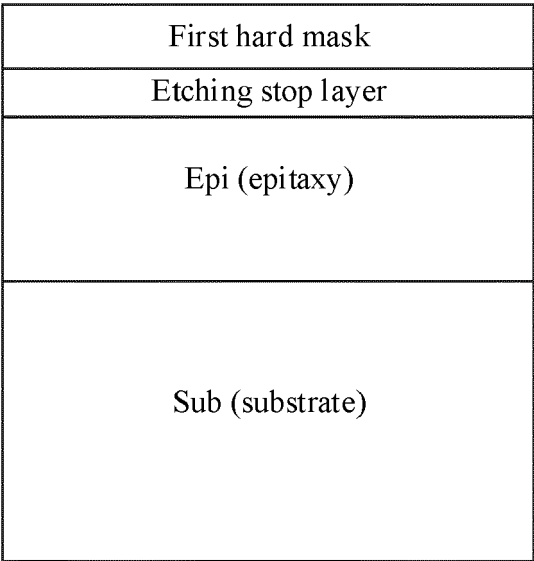 First hard mask
Etching stop layer
Epi (epitaxy)
Sub (substrate)